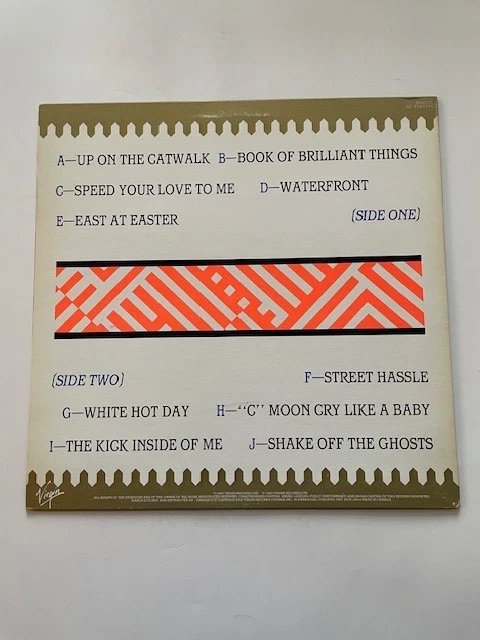 A—UP ON THE CATWALK B—BOOK OF BRILLIANT THINGS
C—SPEED YOUR LOVE TO ME D—WATERFRONT
E—EAST AT EASTER (SIDE ONE)
(SIDE TWO) F—STREET HASSLE
G—WHITE HOT DAY H—"C" MOON CRY LIKE A BABY
I—THE KICK INSIDE OF ME J—SHAKE OFF THE GHOSTS
Virgin